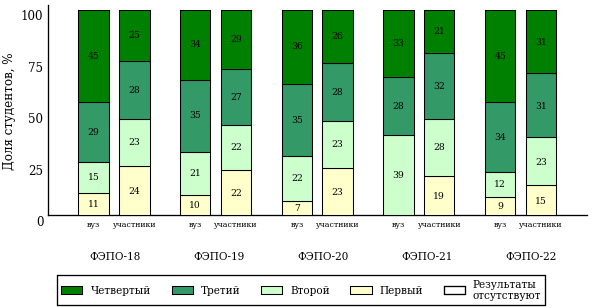 Доля студентов, %
100
75
50
25
0
45 25 34 29 36 26 33 21 45 31
29 28 35 27 35 28 28 32 34 31
15 23 21 22 22 23 39 28 12 23
11 24 10 22 7 23 19 9 15
вуз участники вуз участники вуз участники вуз участники вуз участники
ФЭПО-18 ФЭПО-19 ФЭПО-20 ФЭПО-21 ФЭПО-22
Четвертый Третий Второй Первый Результаты
отсутствуют